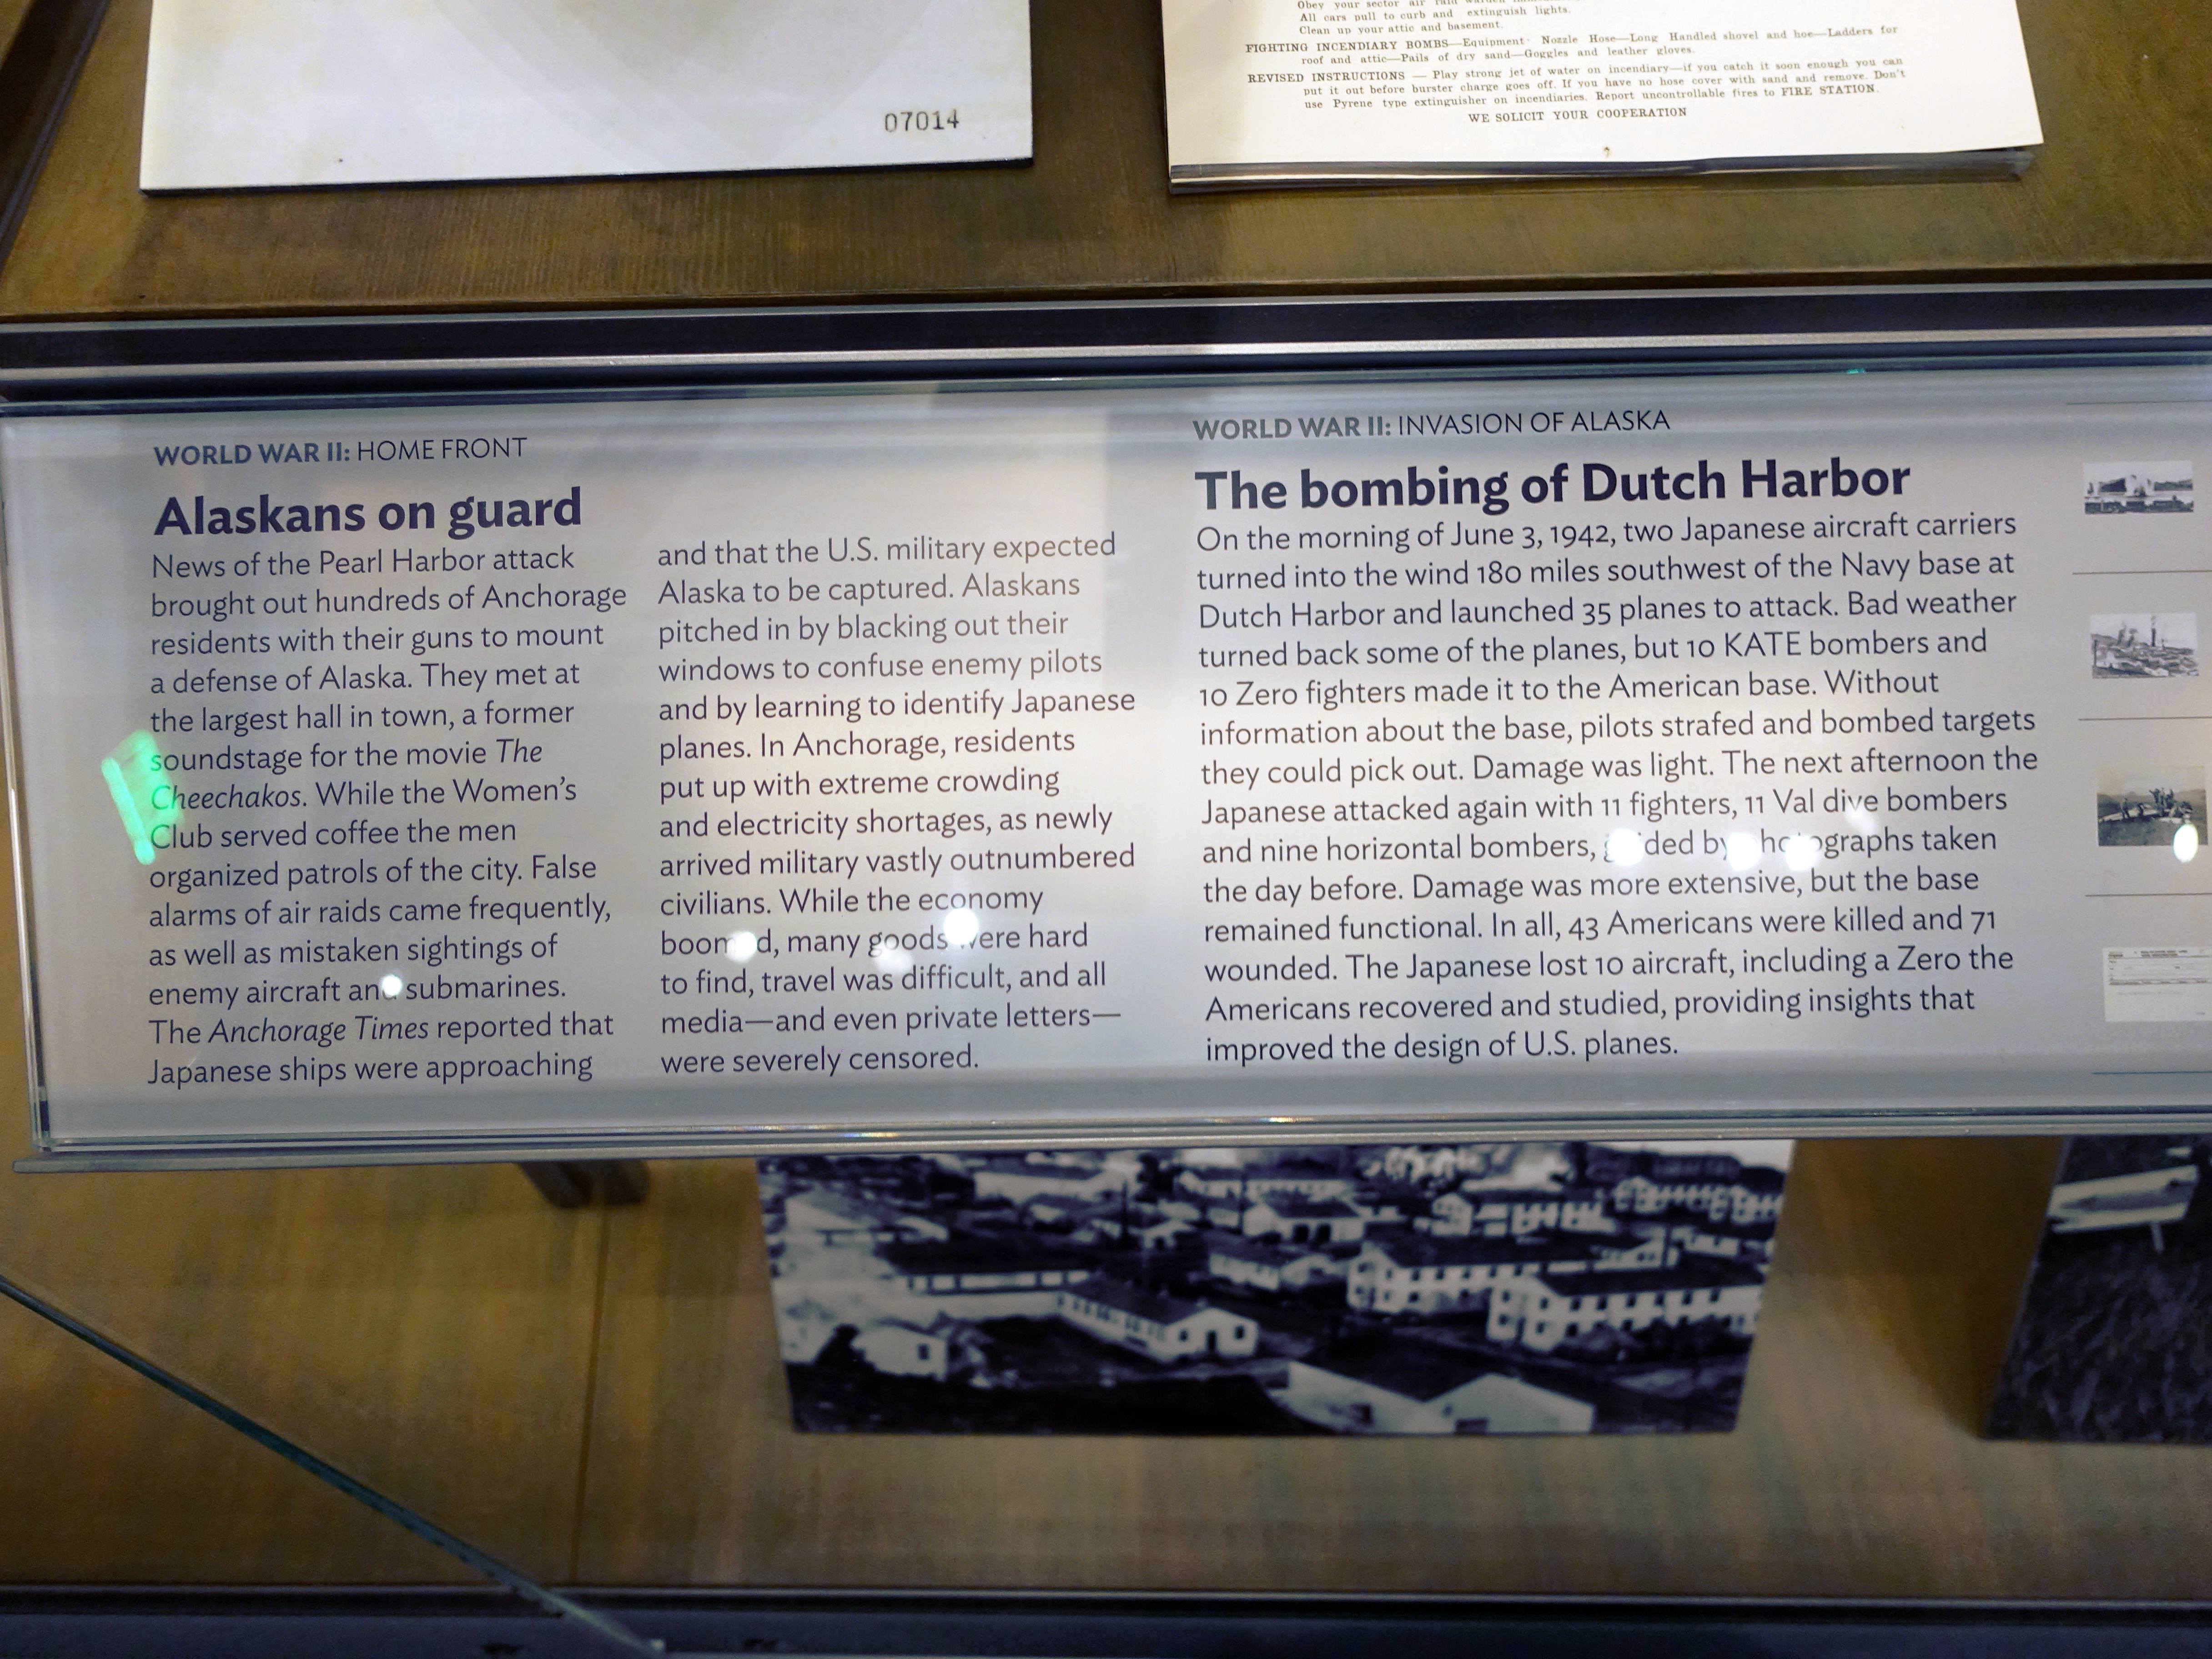 07014
Obey your sector air raid
All cars pull to curb and extinguish lights.
Clean up your attic and basement.
FIGHTING INCENDIARY BOMBS—Equipment Nozzle Hose—Long Handled shovel and hoe—Ladders for
roof and attic—Pails of dry sand—Goggles and leather gloves.
REVISED INSTRUCTIONS — Play strong jet of water on incendiary—if you catch it soon enough you can
put it out before burster charge goes off. If you have no hose cover with sand and remove. Don't
use Pyrene type extinguisher on incendiaries. Report uncontrollable fires to FIRE STATION.
WE SOLICIT YOUR COOPERATION
WORLD WAR II: HOME FRONT
Alaskans on guard
News of the Pearl Harbor attack
brought out hundreds of Anchorage
residents with their guns to mount
a defense of Alaska. They met at
the largest hall in town, a former
soundstage for the movie The
Cheechakos. While the Women's
Club served coffee the men
organized patrols of the city. False
alarms of air raids came frequently,
as well as mistaken sightings of
enemy aircraft and submarines.
The Anchorage Times reported that
Japanese ships were approaching
and that the U.S. military expected
Alaska to be captured. Alaskans
pitched in by blacking out their
windows to confuse enemy pilots
and by learning to identify Japanese
planes. In Anchorage, residents
put up with extreme crowding
and electricity shortages, as newly
arrived military vastly outnumbered
civilians. While the economy
boomed, many goods were hard
to find, travel was difficult, and all
media—and even private letters—
were severely censored.
WORLD WAR II: INVASION OF ALASKA
The bombing of Dutch Harbor
On the morning of June 3, 1942, two Japanese aircraft carriers
turned into the wind 180 miles southwest of the Navy base at
Dutch Harbor and launched 35 planes to attack. Bad weather
turned back some of the planes, but 10 KATE bombers and
10 Zero fighters made it to the American base. Without
information about the base, pilots strafed and bombed targets
they could pick out. Damage was light. The next afternoon the
Japanese attacked again with 11 fighters, 11 Val dive bombers
and nine horizontal bombers, guided by photographs taken
the day before. Damage was more extensive, but the base
remained functional. In all, 43 Americans were killed and 71
wounded. The Japanese lost 10 aircraft, including a Zero the
Americans recovered and studied, providing insights that
improved the design of U.S. planes.